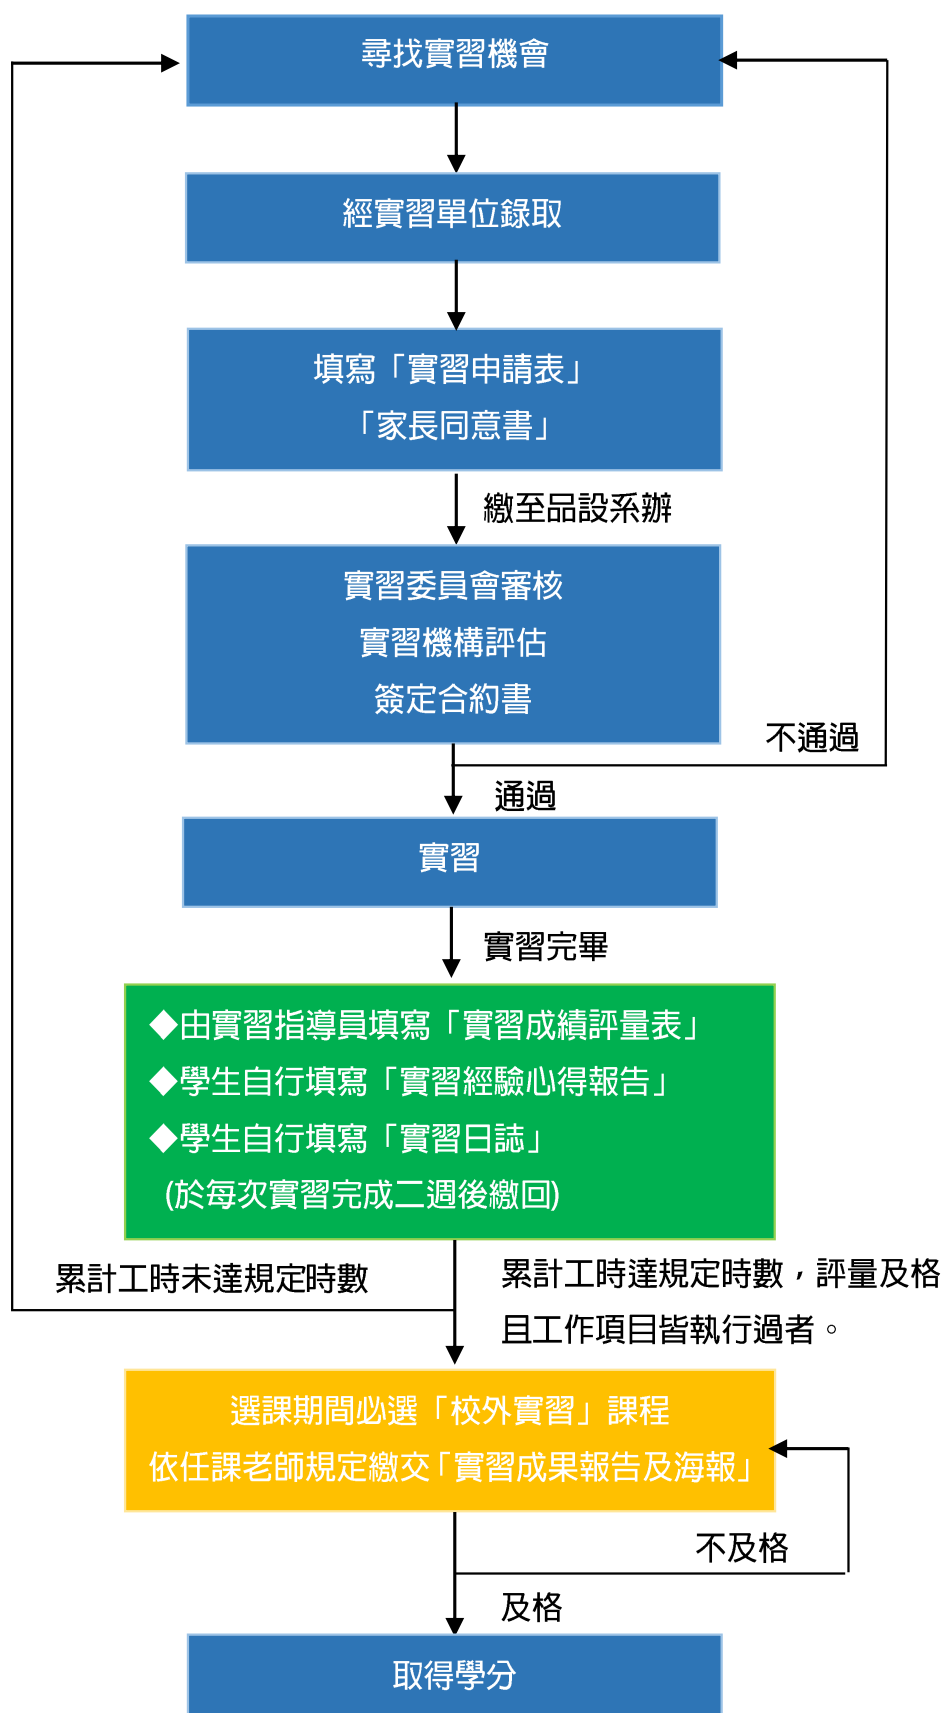 尋找實習機會
經實習單位錄取
填寫「實習申請表」
「家長同意書」
繳至品設系辦
實習委員會審核
實習機構評估
簽定合約書
不通過
通過
實習
實習完畢
◆由實習指導員填寫「實習成績評量表」
◆學生自行填寫「實習經驗心得報告」
◆學生自行填寫「實習日誌」
(於每次實習完成二週後繳回)
累計工時未達規定時數
累計工時達規定時數，評量及格
且工作項目皆執行過者。
選課期間必選「校外實習」課程
依任課老師規定繳交「實習成果報告及海報」
不及格
及格
取得學分